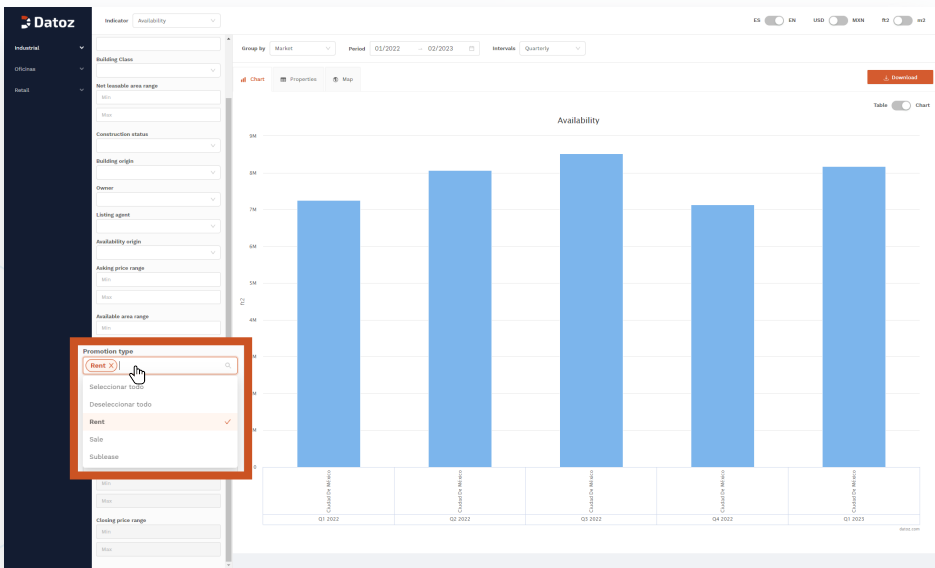 Datoz
Indicator Availability
ES EN USD MXN ft2 m2
Industrial
Oficinas
Retail
Building Class
Net leasable area range
Min
Max
Construction status
Building origin
Owner
Listing agent
Availability origin
Asking price range
Min
Max
Available area range
Min
Promotion type
Rent X
Seleccionar todo
Deseleccionar todo
Rent
Sale
Sublease
Min
Max
Closing price range
Min
Max
Group by Market Period 01/2022 ~ 02/2023 Intervals Quarterly
Chart Properties Map
Download
Table Chart
Availability
9M
8M
7M
6M
5M
4M
M
M
M
0
ft2
Ciudad De México
Ciudad De México
Ciudad De México
Ciudad De México
Ciudad De México
Q1 2022 Q2 2022 Q3 2022 Q4 2022 Q1 2023
datoz.com